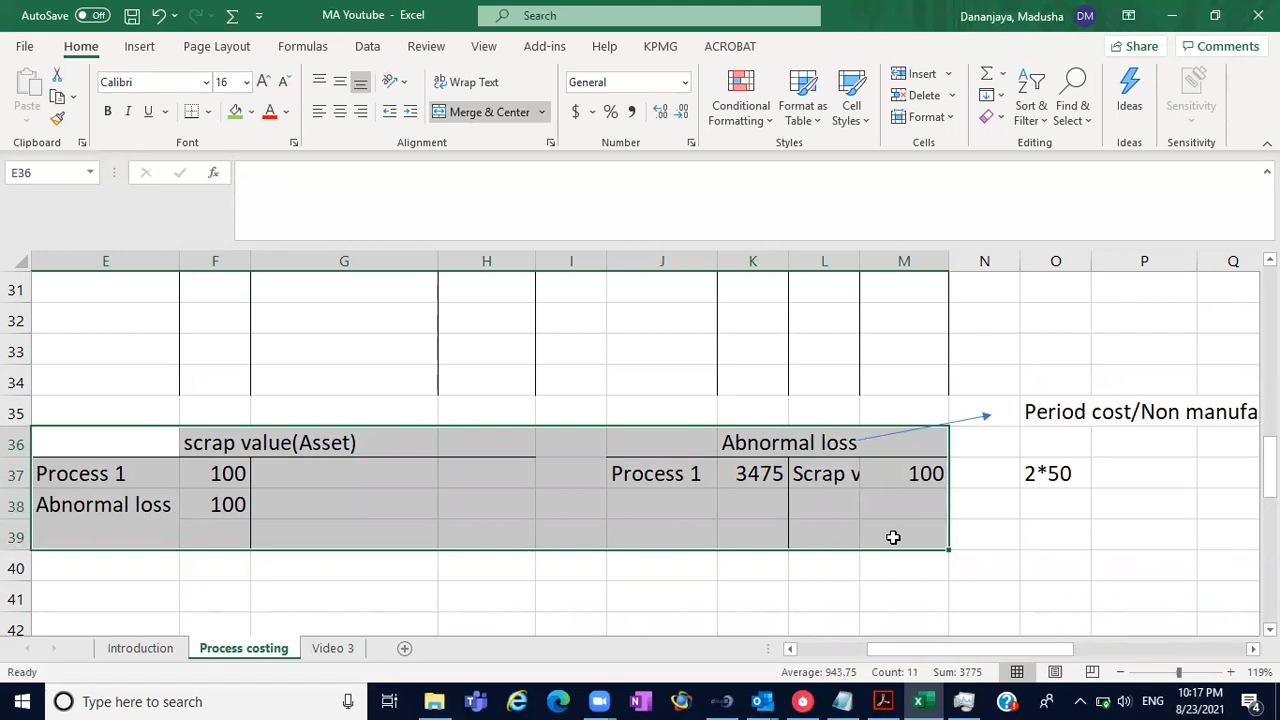 AutoSave Off MA Youtube - Excel Search Dananjaya, Madusha DM
File Home Insert Page Layout Formulas Data Review View Add-ins Help KPMG ACROBAT Share Comments
Paste Calibri 16 A A B I U A Wrap Text Merge & Center General $ % , Conditional Formatting Format as Table Cell Styles Insert Delete Format Sort & Filter Find & Select Ideas Sensitivity
Clipboard Font Alignment Number Styles Cells Editing Ideas Sensitivity
E36 fx
E F G H I J K L M N O P Q
31
32
33
34
35 Period cost/Non manufa
36 scrap value(Asset) Abnormal loss
37 Process 1 100 Process 1 3475 Scrap v 100 2*50
38 Abnormal loss 100
39
40
41
42
Introduction Process costing Video 3
Ready Average: 943.75 Count: 11 Sum: 3775 119%
Type here to search ENG 10:17 PM 8/23/2021 4